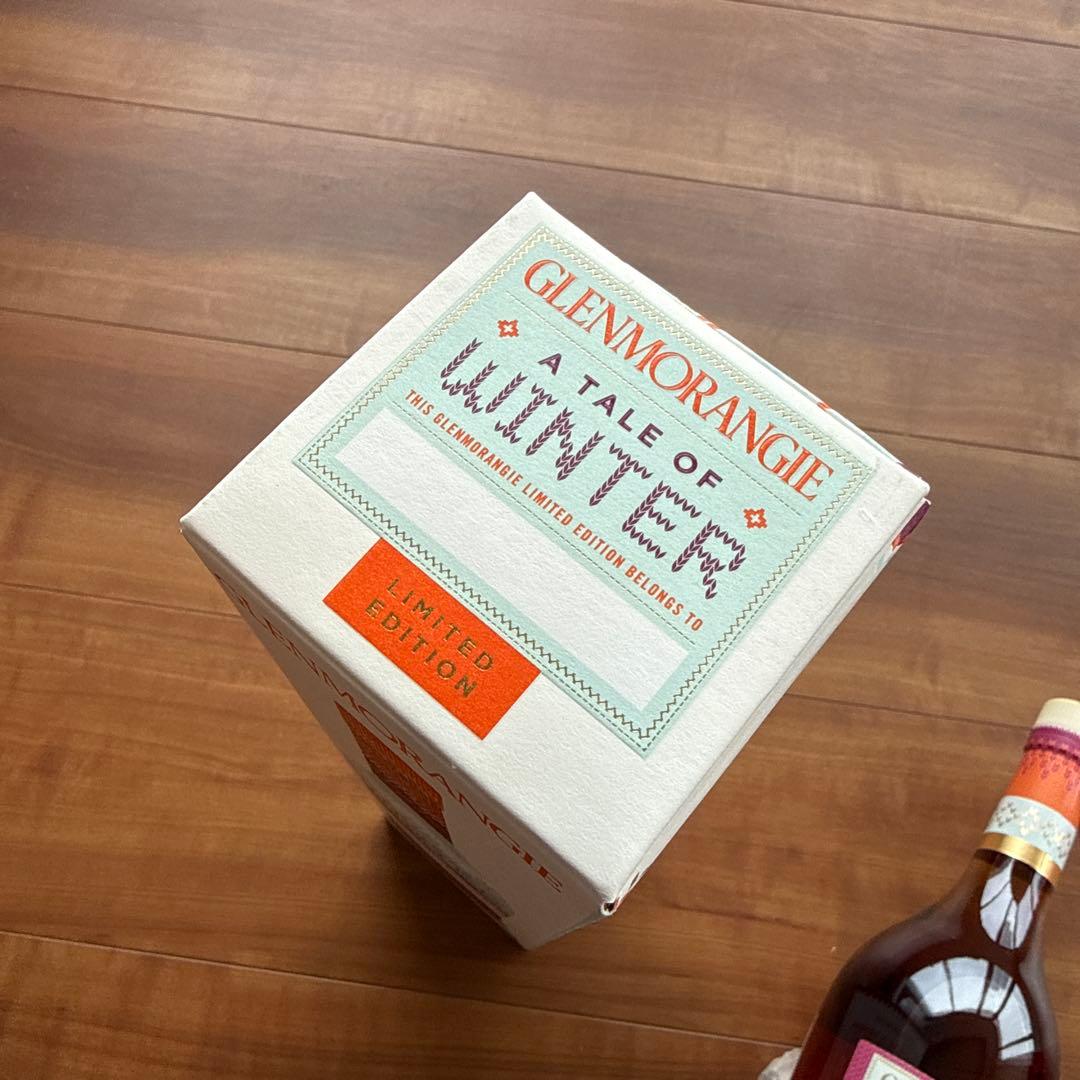 GLENMORANGIE
A TALE OF
WINTER
THIS GLENMORANGIE LIMITED EDITION BELONGS TO
LIMITED
EDITION
GLENMORANGIE